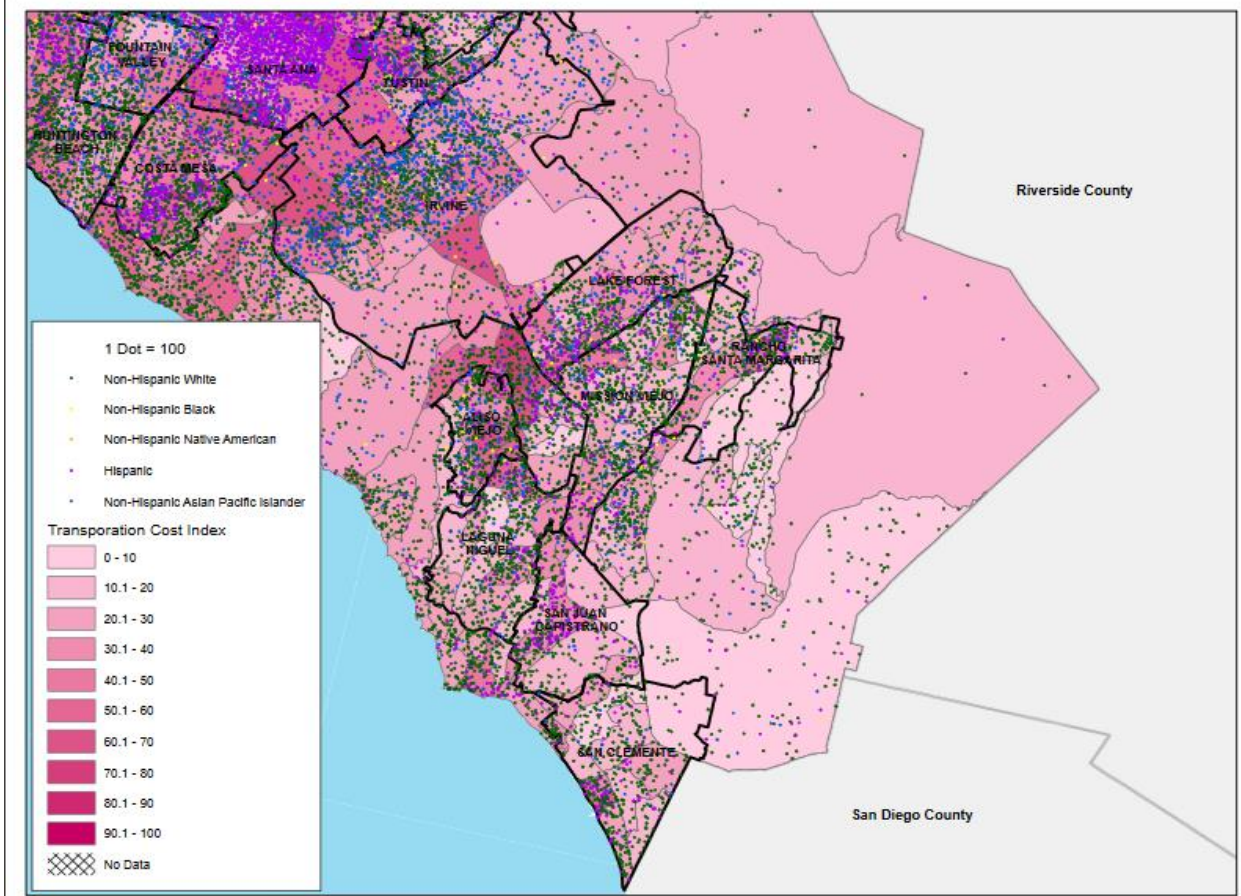 FOUNTAIN
VALLEY
SANTA ANA
TUSTIN
HUNTINGTON
BEACH
COSTA MESA
IRVINE
Riverside County
LAKE FOREST
RANCHO
SANTA MARGARITA
MISSION VIEJO
ALISO
VIEJO
LAGUNA
NIGUEL
SAN JUAN
CAPISTRANO
SAN CLEMENTE
San Diego County
1 Dot = 100
Non-Hispanic White
Non-Hispanic Black
Non-Hispanic Native American
Hispanic
Non-Hispanic Asian Pacific Islander
Transporation Cost Index
0 - 10
10.1 - 20
20.1 - 30
30.1 - 40
40.1 - 50
50.1 - 60
60.1 - 70
70.1 - 80
80.1 - 90
90.1 - 100
No Data